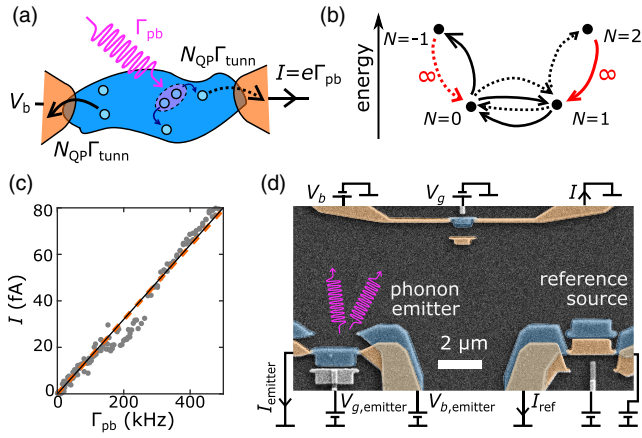 (a)
Γpb
NQPΓtunn
I=eΓpb
Vb
NQPΓtunn
(b)
energy
N=-1
N=2
∞
∞
N=0
N=1
(c)
80
60
40
20
0
I (fA)
0
200
400
Γpb (kHz)
(d)
Vb
Vg
I
phonon
emitter
reference
source
2 µm
Iemitter
Vg,emitter
Vb,emitter
Iref